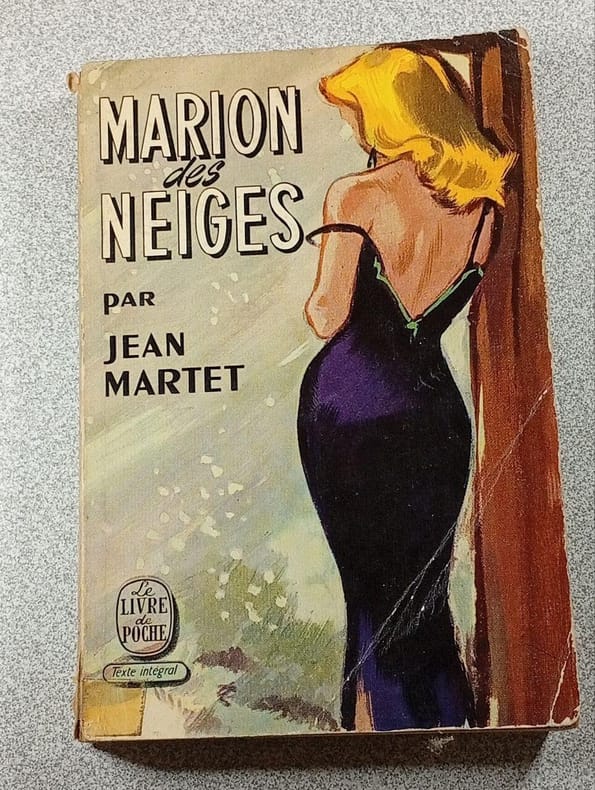 MARION
des
NEIGES
PAR
JEAN
MARTET
Le
LIVRE
de
POCHE
Texte intégral